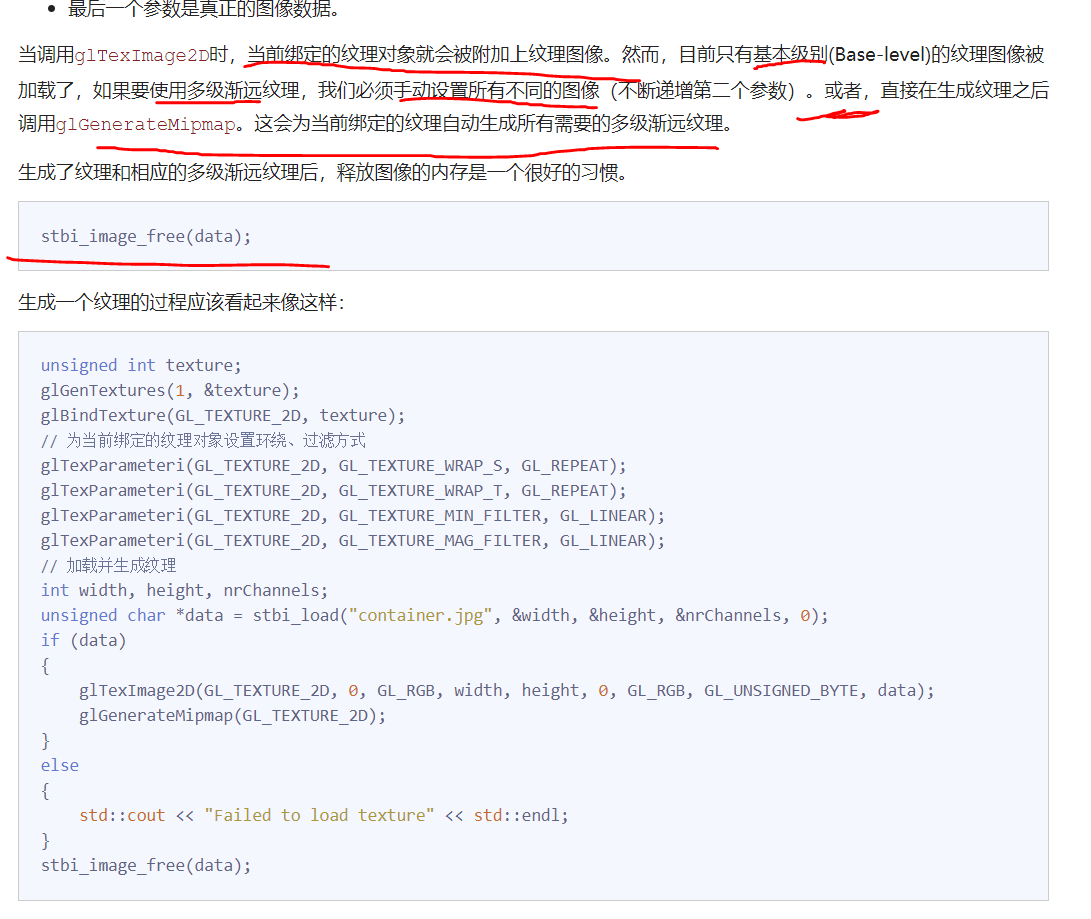 • 最后一个参数是真正的图像数据。
当调用glTexImage2D时，当前绑定的纹理对象就会被附加上纹理图像。然而，目前只有基本级别(Base-level)的纹理图像被
加载了，如果要使用多级渐远纹理，我们必须手动设置所有不同的图像（不断递增第二个参数）。或者，直接在生成纹理之后
调用glGenerateMipmap。这会为当前绑定的纹理自动生成所有需要的多级渐远纹理。
生成了纹理和相应的多级渐远纹理后，释放图像的内存是一个很好的习惯。
stbi_image_free(data);
生成一个纹理的过程应该看起来像这样：
unsigned int texture;
glGenTextures(1, &texture);
glBindTexture(GL_TEXTURE_2D, texture);
// 为当前绑定的纹理对象设置环绕、过滤方式
glTexParameteri(GL_TEXTURE_2D, GL_TEXTURE_WRAP_S, GL_REPEAT);
glTexParameteri(GL_TEXTURE_2D, GL_TEXTURE_WRAP_T, GL_REPEAT);
glTexParameteri(GL_TEXTURE_2D, GL_TEXTURE_MIN_FILTER, GL_LINEAR);
glTexParameteri(GL_TEXTURE_2D, GL_TEXTURE_MAG_FILTER, GL_LINEAR);
// 加载并生成纹理
int width, height, nrChannels;
unsigned char *data = stbi_load("container.jpg", &width, &height, &nrChannels, 0);
if (data)
{
    glTexImage2D(GL_TEXTURE_2D, 0, GL_RGB, width, height, 0, GL_RGB, GL_UNSIGNED_BYTE, data);
    glGenerateMipmap(GL_TEXTURE_2D);
}
else
{
    std::cout << "Failed to load texture" << std::endl;
}
stbi_image_free(data);